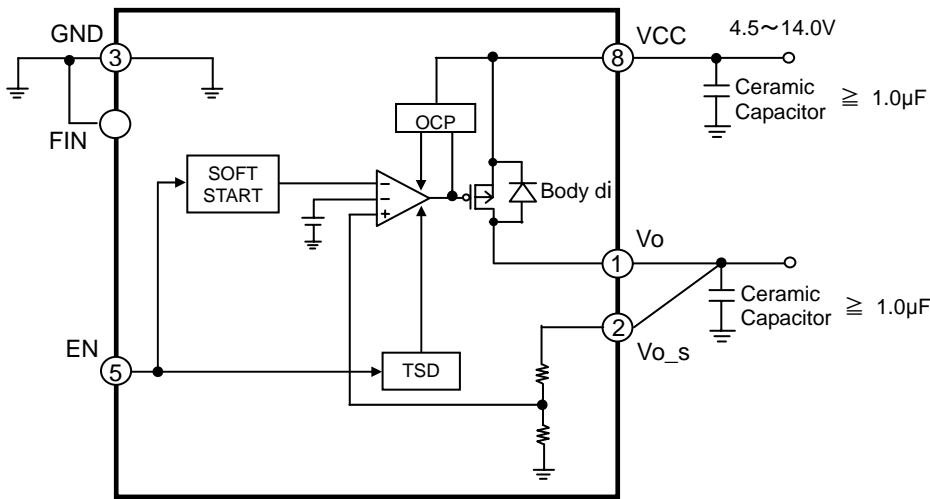 GND
3
FIN
VCC
8
4.5～14.0V
Ceramic
Capacitor ≧ 1.0µF
OCP
SOFT
START
−
−
+
Body di
Vo
1
Ceramic
Capacitor ≧ 1.0µF
2
Vo_s
EN
5
TSD